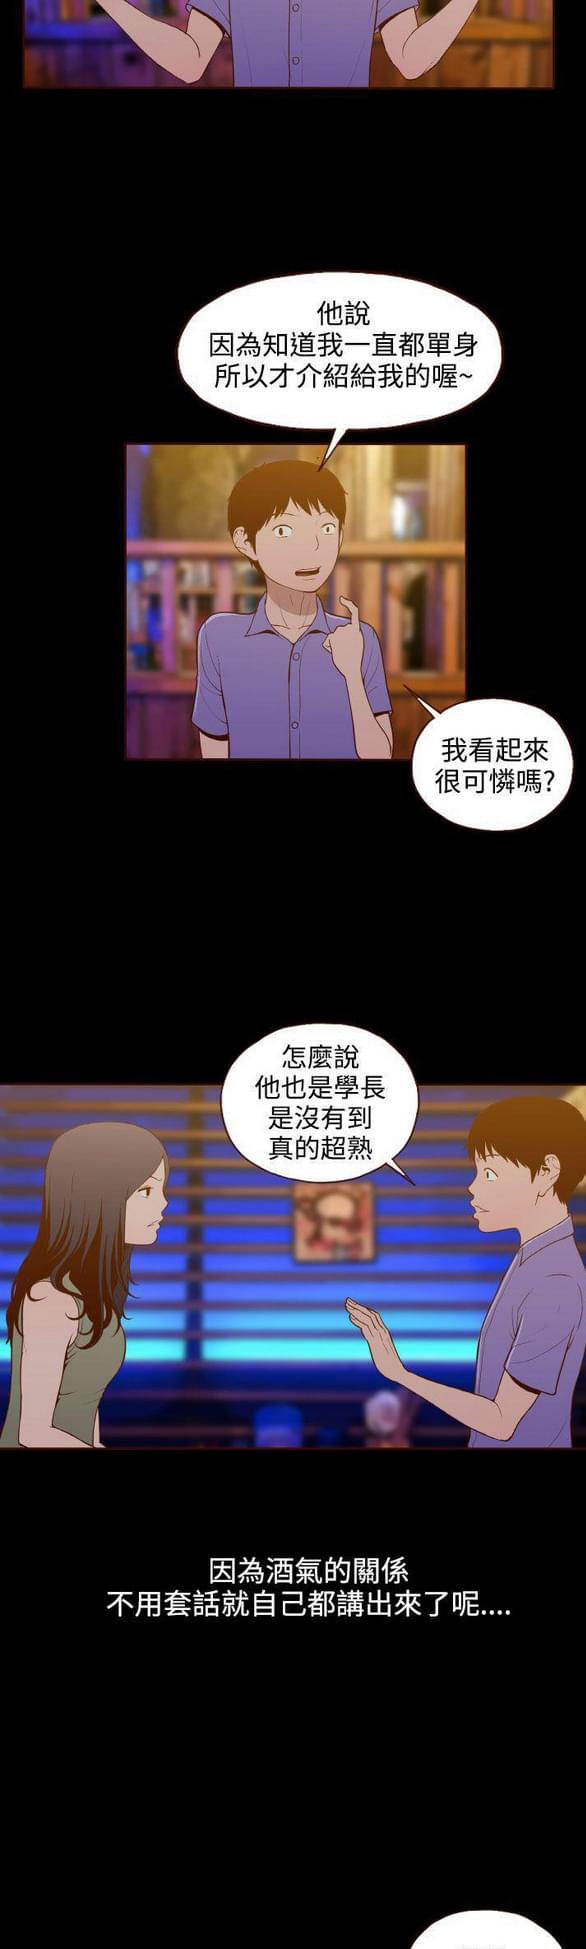 他說
因為知道我一直都單身
所以才介紹給我的喔~
我看起來
很可憐嗎?
怎麼說
他也是學長
是沒有到
真的超熟
因為酒氣的關係
不用套話就自己都講出來了呢....